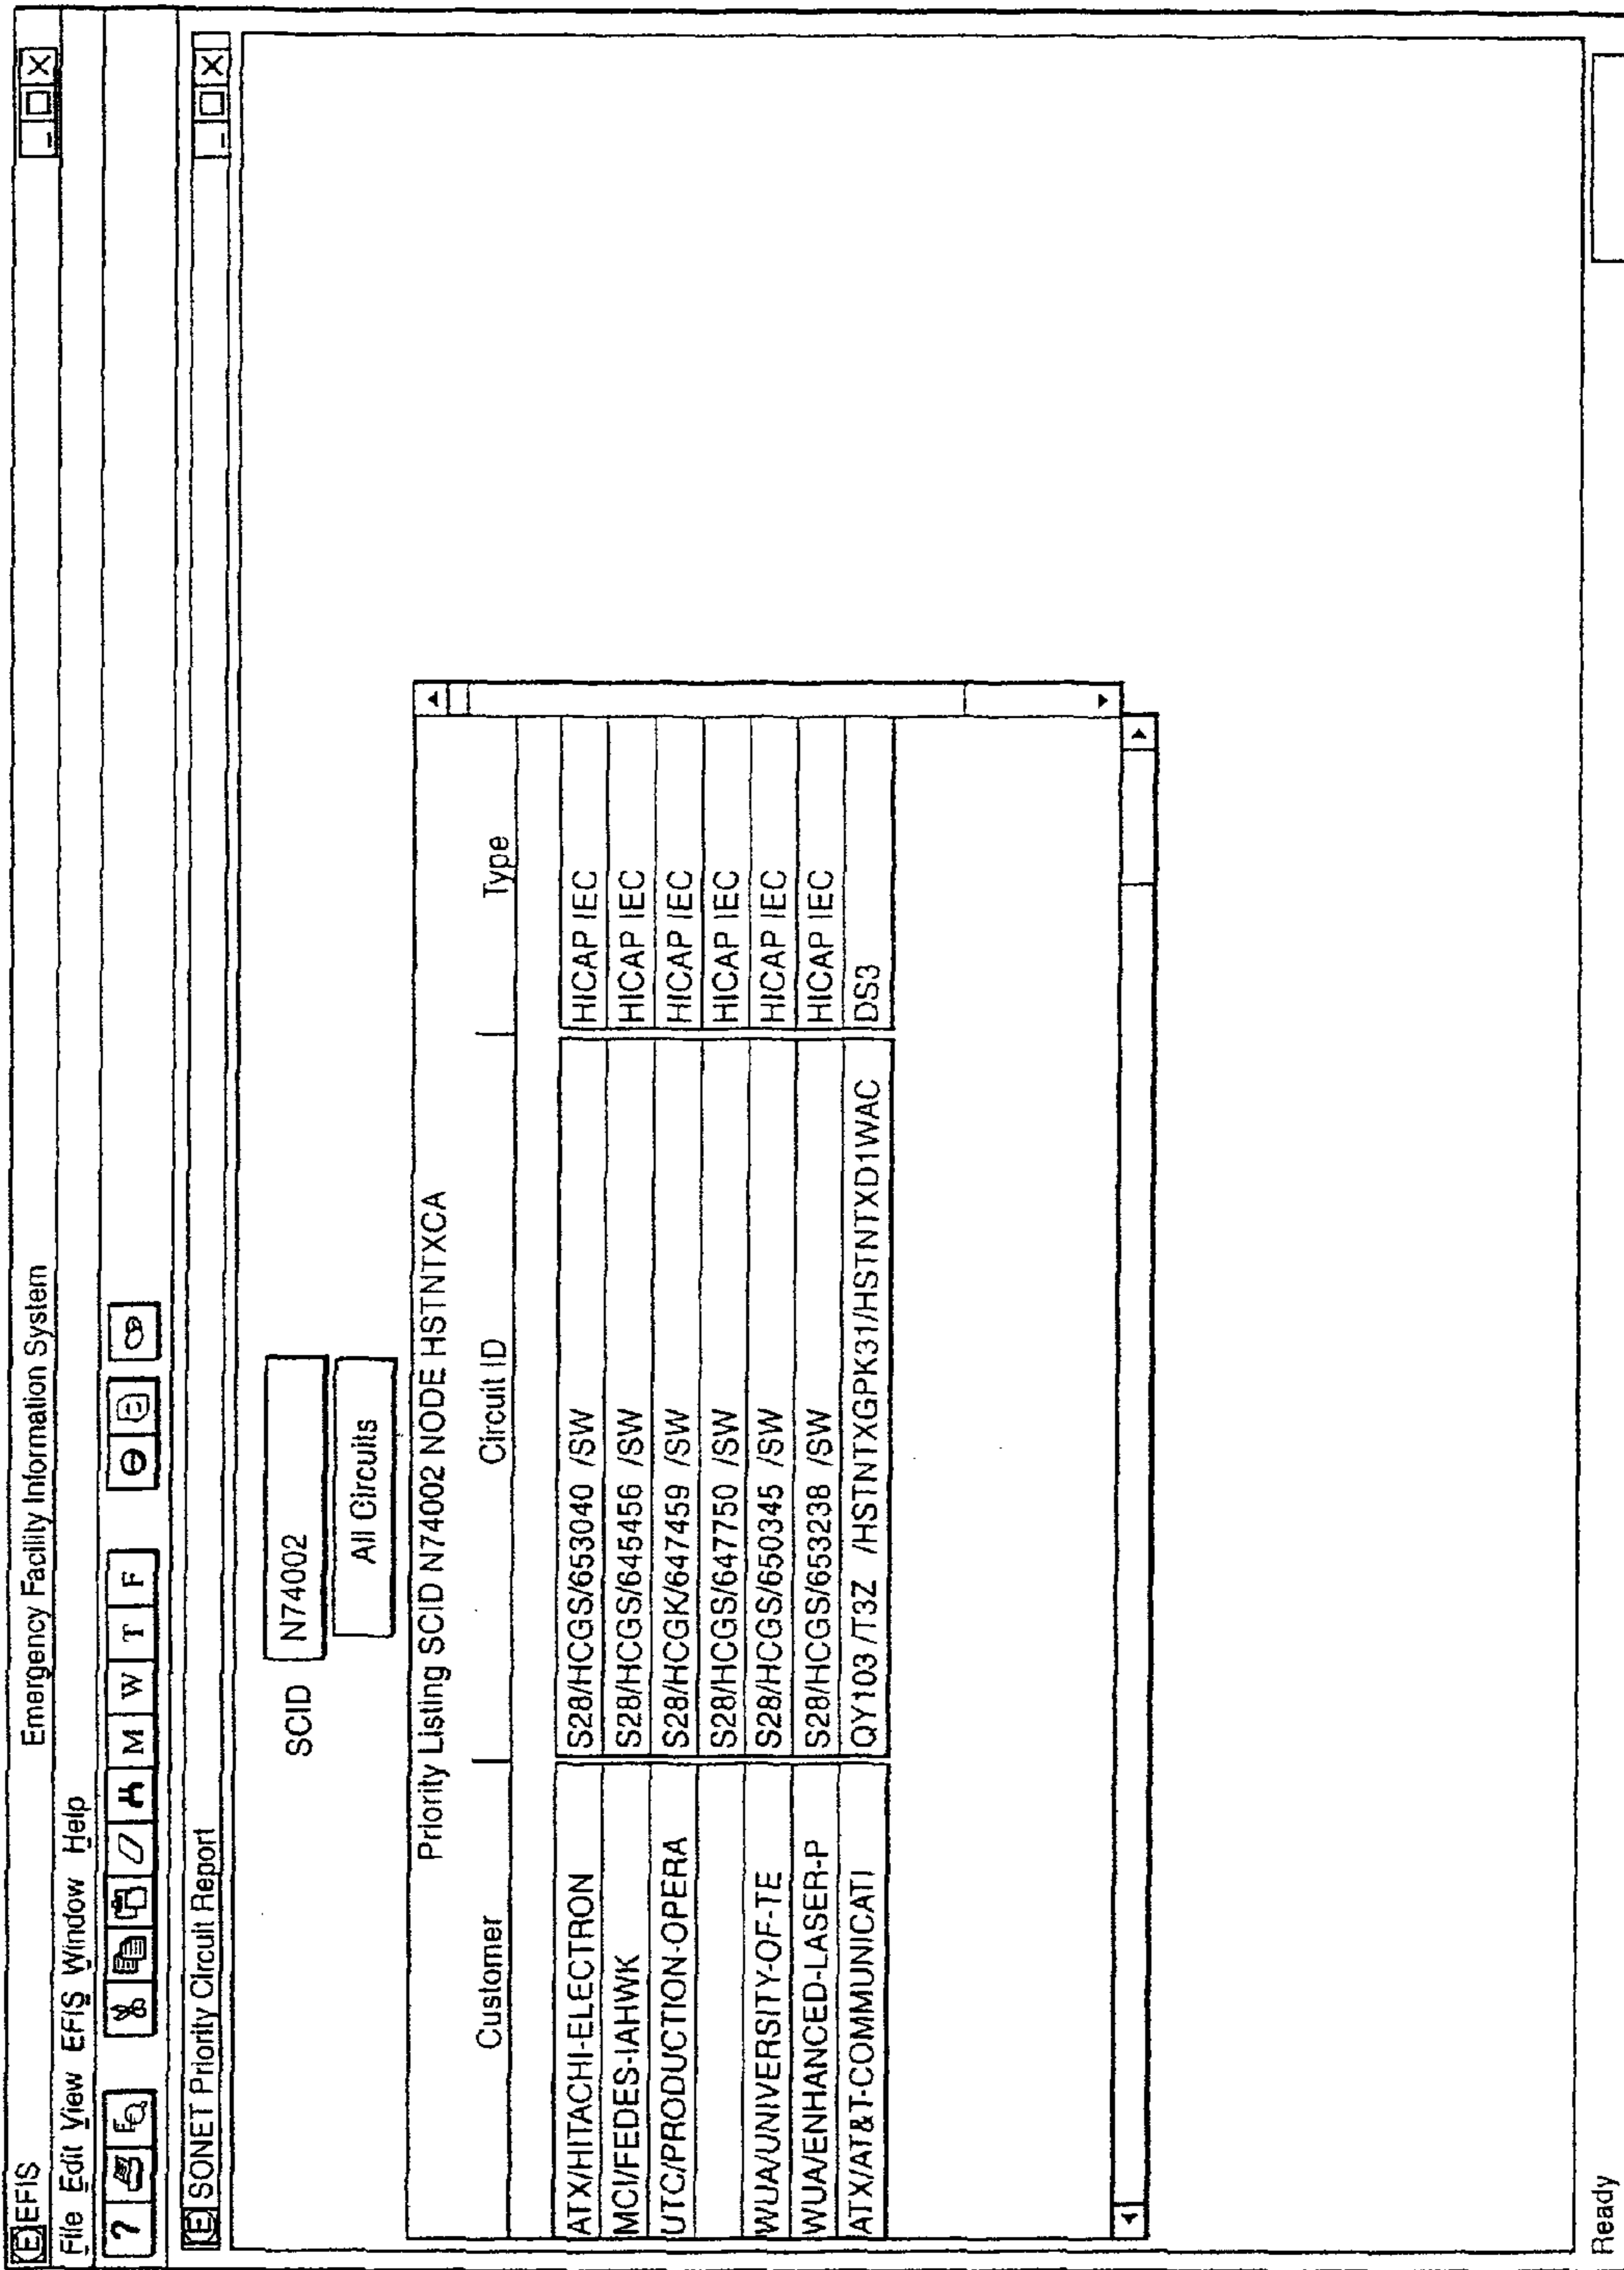 (E) EFIS Emergency Facility Information System
File Edit View EFIS Window Help
? M W T F
(E) SONET Priority Circuit Report
SCID N74002
All Circuits
Priority Listing SCID N74002 NODE HSTNTXCA
Customer Circuit ID Type
ATX/HITACHI-ELECTRON S28/HCGS/653040 /SW HICAP IEC
MCI/FEDES-IAHWK S28/HCGS/645456 /SW HICAP IEC
UTC/PRODUCTION-OPERA S28/HCGK/647459 /SW HICAP IEC
S28/HCGS/647750 /SW HICAP IEC
WUA/UNIVERSITY-OF-TE S28/HCGS/650345 /SW HICAP IEC
WUA/ENHANCED-LASER-P S28/HCGS/653238 /SW HICAP IEC
ATX/AT&T-COMMUNICATI QY103 /T3Z /HSTNTXGPK31/HSTNTXD1WAC DS3
Ready